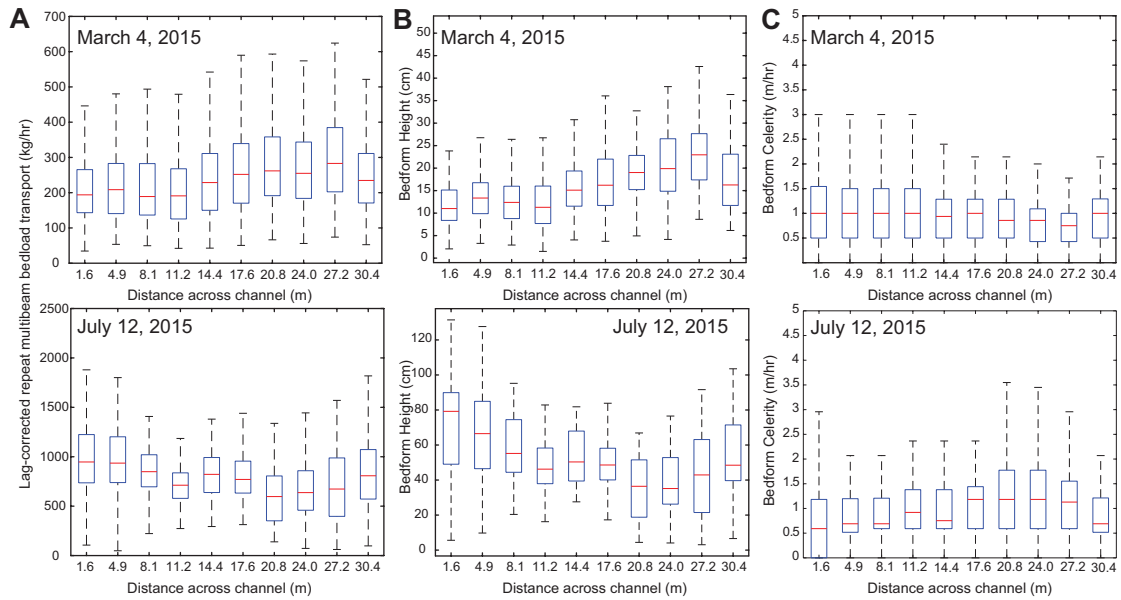 A
B
C
March 4, 2015
March 4, 2015
March 4, 2015
Lag-corrected repeat multibeam bedload transport (kg/hr)
700
600
500
400
300
200
100
0
1.6 4.9 8.1 11.2 14.4 17.6 20.8 24.0 27.2 30.4
Distance across channel (m)
Bedform Height (cm)
50
45
40
35
30
25
20
15
10
5
0
1.6 4.9 8.1 11.2 14.4 17.6 20.8 24.0 27.2 30.4
Distance across channel (m)
Bedform Celerity (m/hr)
5
4.5
4
3.5
3
2.5
2
1.5
1
0.5
1.6 4.9 8.1 11.2 14.4 17.6 20.8 24.0 27.2 30.4
Distance across channel (m)
July 12, 2015
2500
2000
1500
1000
500
0
1.6 4.9 8.1 11.2 14.4 17.6 20.8 24.0 27.2 30.4
Distance across channel (m)
July 12, 2015
Bedform Height (cm)
120
100
80
60
40
20
0
1.6 4.9 8.1 11.2 14.4 17.6 20.8 24.0 27.2 30.4
Distance across channel (m)
July 12, 2015
Bedform Celerity (m/hr)
5
4.5
4
3.5
3
2.5
2
1.5
1
0.5
0
1.6 4.9 8.1 11.2 14.4 17.6 20.8 24.0 27.2 30.4
Distance across channel (m)